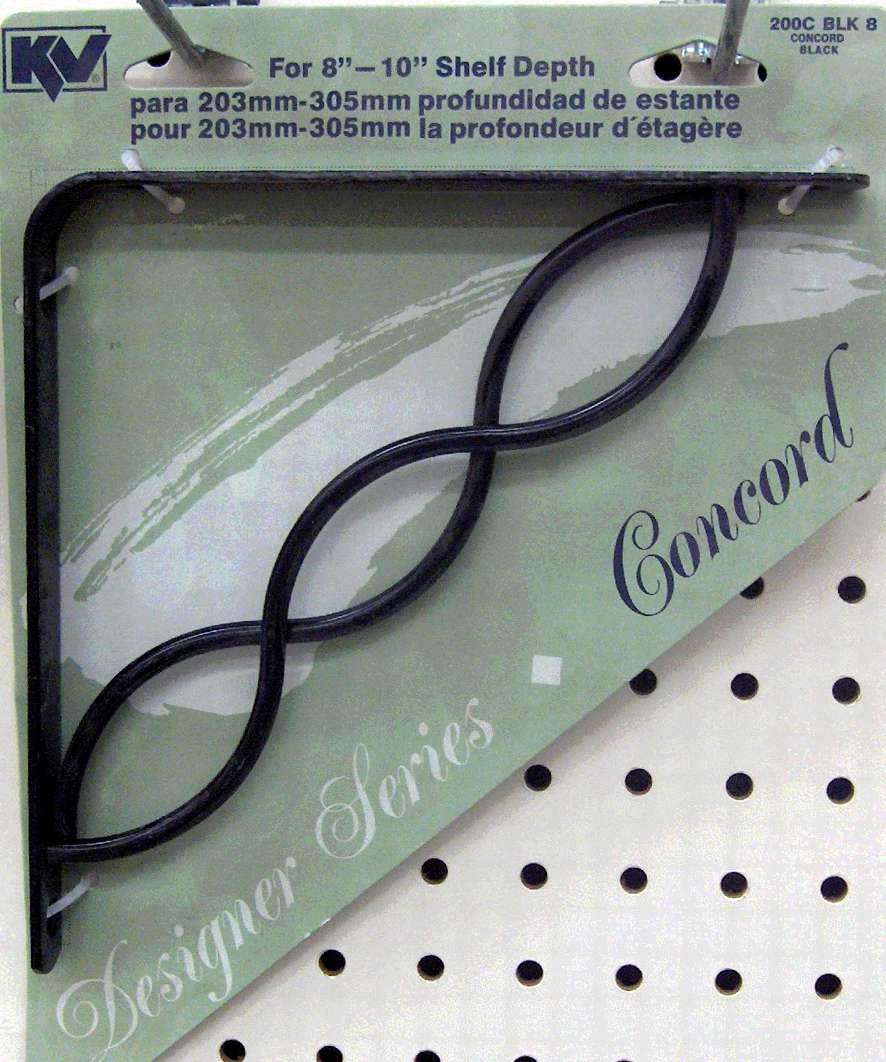 KV®
200C BLK 8
CONCORD
BLACK
For 8”–10” Shelf Depth
para 203mm-305mm profundidad de estante
pour 203mm-305mm la profondeur d´étagère
Concord
Designer Series